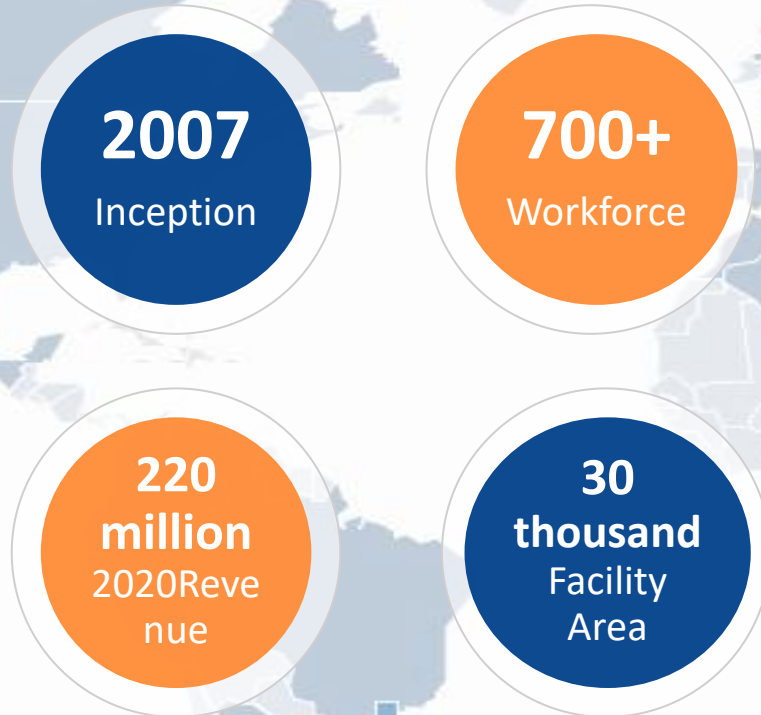 2007
Inception
700+
Workforce
220
million
2020Reve
nue
30
thousand
Facility
Area